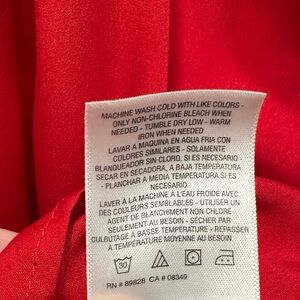 MACHINE WASH COLD WITH LIKE COLORS -
ONLY NON-CHLORINE BLEACH WHEN
NEEDED - TUMBLE DRY LOW - WARM
IRON WHEN NEEDED
LAVAR A MAQUINA EN AGUA FRIA CON
COLORES SIMILARES - SOLAMENTE
BLANQUEADOR SIN CLORO, SI ES NECESARIO -
SECAR EN SECADORA, A BAJA TEMPERATURA
- PLANCHAR A MEDIA TEMPERATURA SI ES
NECESARIO
LAVER À LA MACHINE À L'EAU FROIDE AVEC
DES COULEURS SEMBLABLES - UTILISER UN
AGENT DE BLANCHIMENT NON CHLORÉ
SEULEMENT AU BESOIN - SÉCHER PAR
CULBUTAGE À BASSE TEMPÉRATURE - REPASSER
À TEMPÉRATURE MOYENNE AU BESOIN
30
RN # 89828 CA # 08349